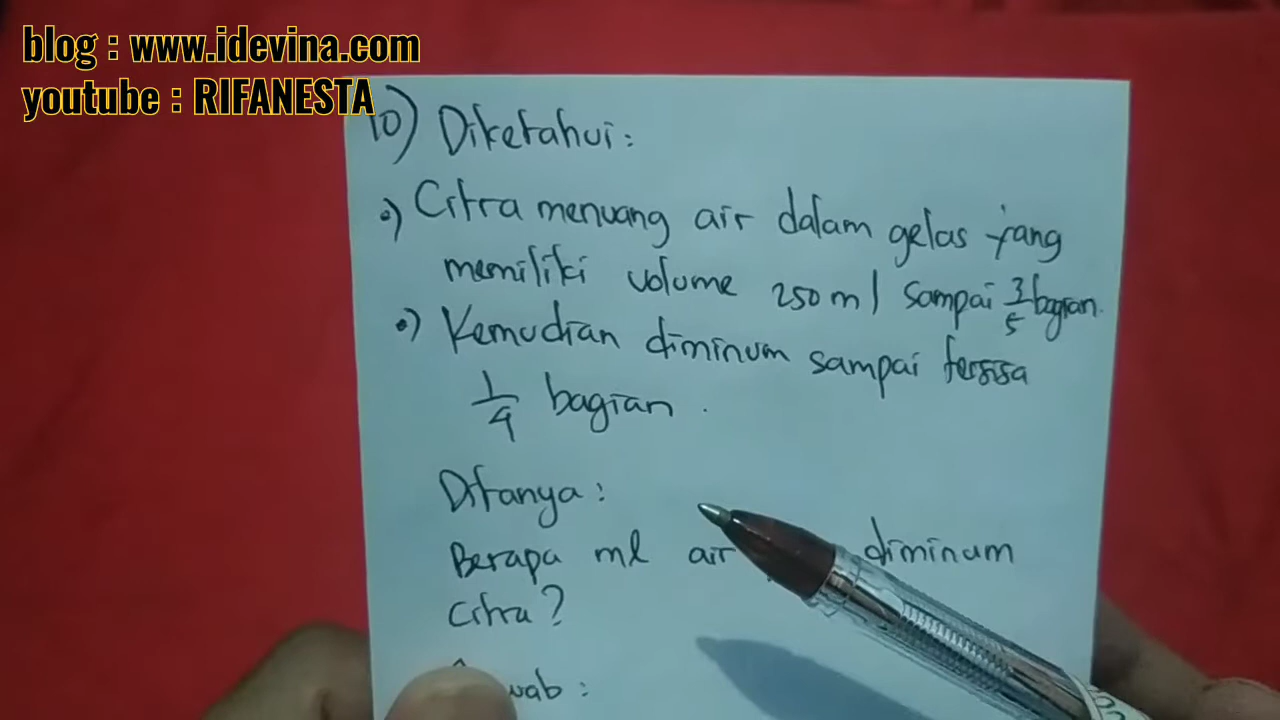 blog : www.idevina.com
youtube : RIFANESTA
10) Diketahui:
•) Citra menuang air dalam gelas yang
memiliki volume 250 ml sampai 3/5 bagian.
•) Kemudian diminum sampai tersisa
1/4 bagian.
Ditanya:
Berapa ml air diminum
Citra?